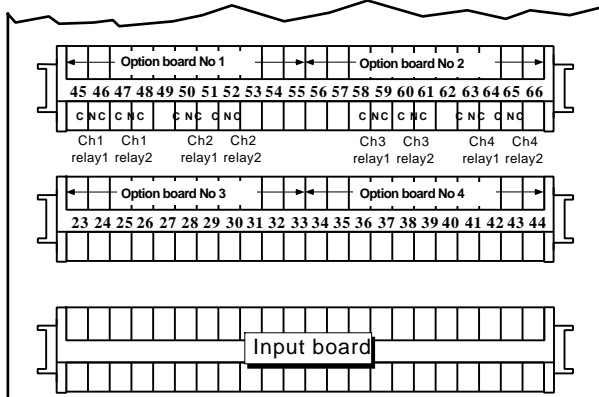 Option board No 1 Option board No 2
45 46 47 48 49 50 51 52 53 54 55 56 57 58 59 60 61 62 63 64 65 66
C NC C NC C NC C NC C NC C NC C NC C NC
Ch1 Ch1 Ch2 Ch2 Ch3 Ch3 Ch4 Ch4
relay1 relay2 relay1 relay2 relay1 relay2 relay1 relay2
Option board No 3 Option board No 4
23 24 25 26 27 28 29 30 31 32 33 34 35 36 37 38 39 40 41 42 43 44
Input board